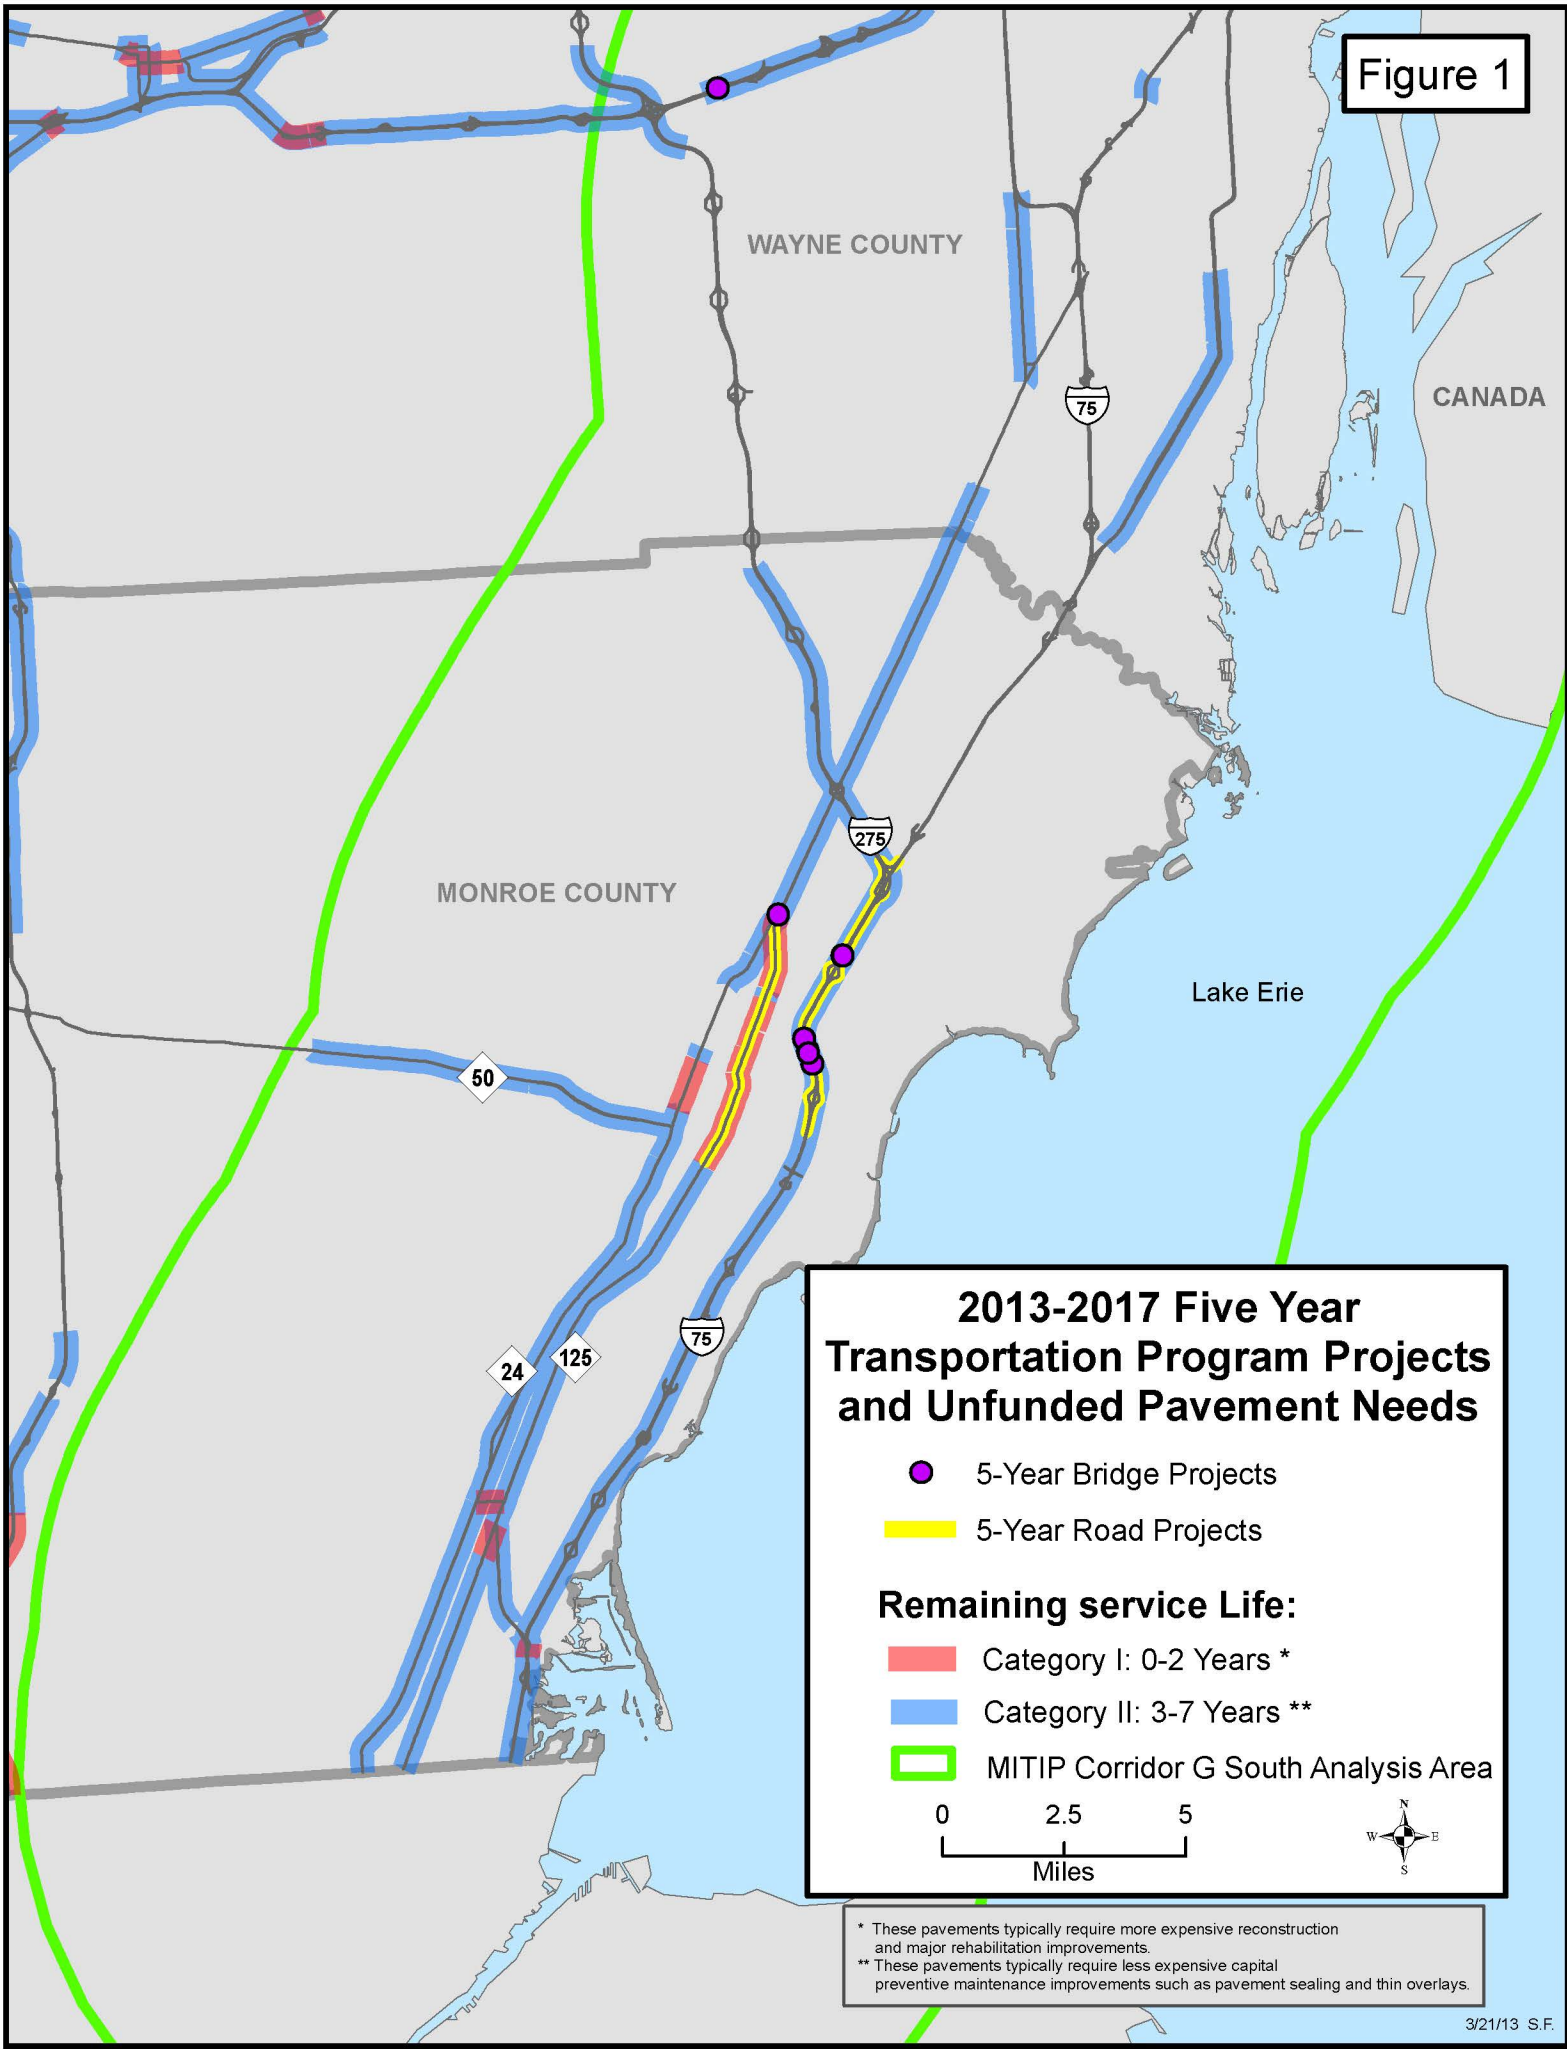 Figure 1
WAYNE COUNTY
CANADA
75
275
MONROE COUNTY
Lake Erie
50
75
24
125
2013-2017 Five Year
Transportation Program Projects
and Unfunded Pavement Needs
5-Year Bridge Projects
5-Year Road Projects
Remaining service Life:
Category I: 0-2 Years *
Category II: 3-7 Years **
MITIP Corridor G South Analysis Area
0 2.5 5
Miles
N
W E
S
* These pavements typically require more expensive reconstruction
and major rehabilitation improvements.
** These pavements typically require less expensive capital
preventive maintenance improvements such as pavement sealing and thin overlays.
3/21/13 S.F.